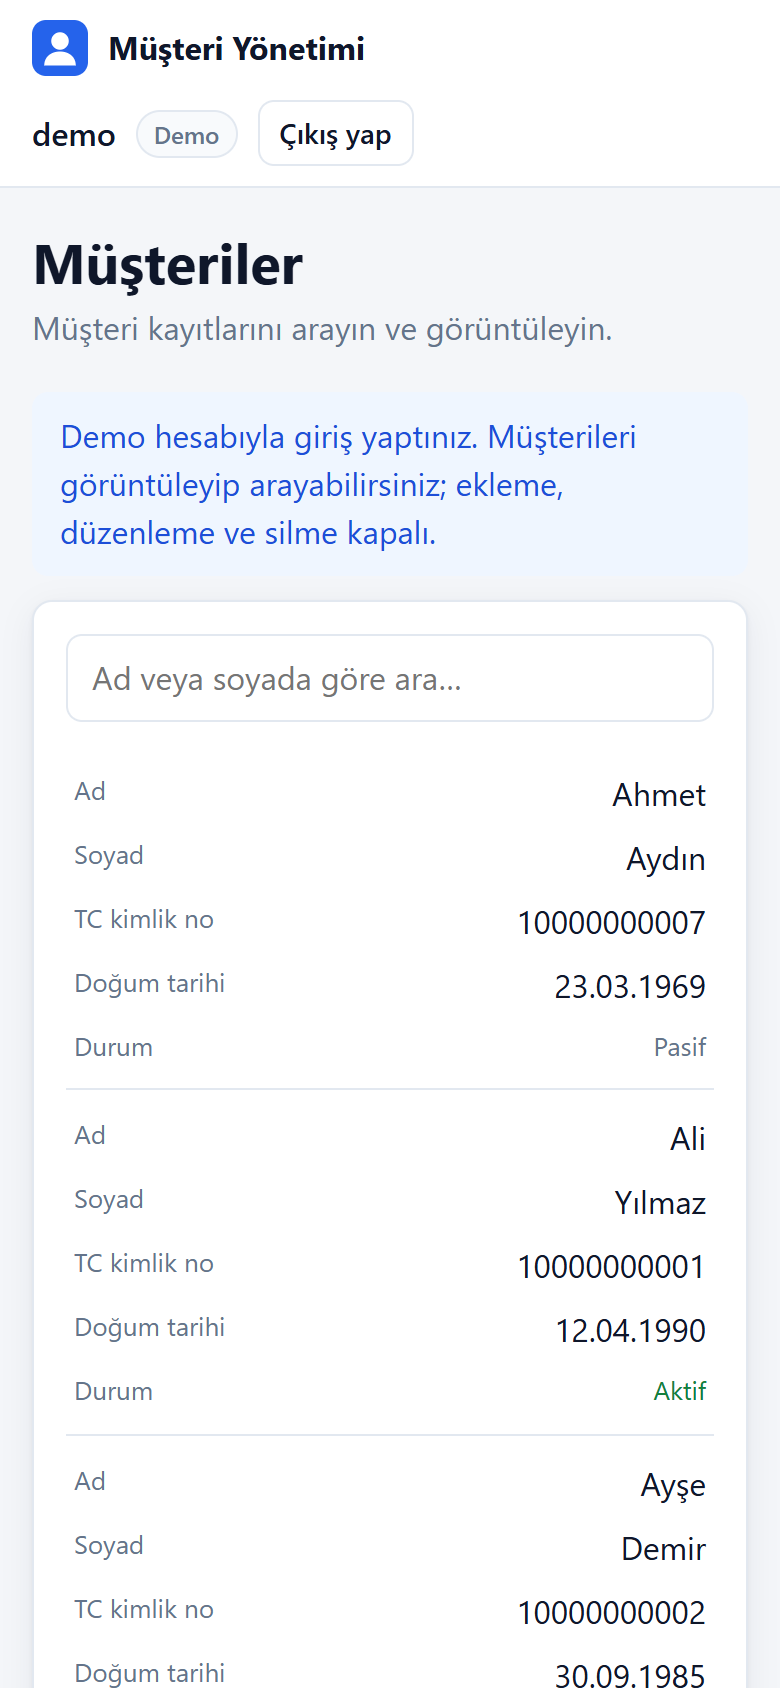 Müşteri Yönetimi
demo Demo Çıkış yap
Müşteriler
Müşteri kayıtlarını arayın ve görüntüleyin.
Demo hesabıyla giriş yaptınız. Müşterileri
görüntüleyip arayabilirsiniz; ekleme,
düzenleme ve silme kapalı.
Ad veya soyada göre ara...
Ad Ahmet
Soyad Aydın
TC kimlik no 10000000007
Doğum tarihi 23.03.1969
Durum Pasif
Ad Ali
Soyad Yılmaz
TC kimlik no 10000000001
Doğum tarihi 12.04.1990
Durum Aktif
Ad Ayşe
Soyad Demir
TC kimlik no 10000000002
Doğum tarihi 30.09.1985